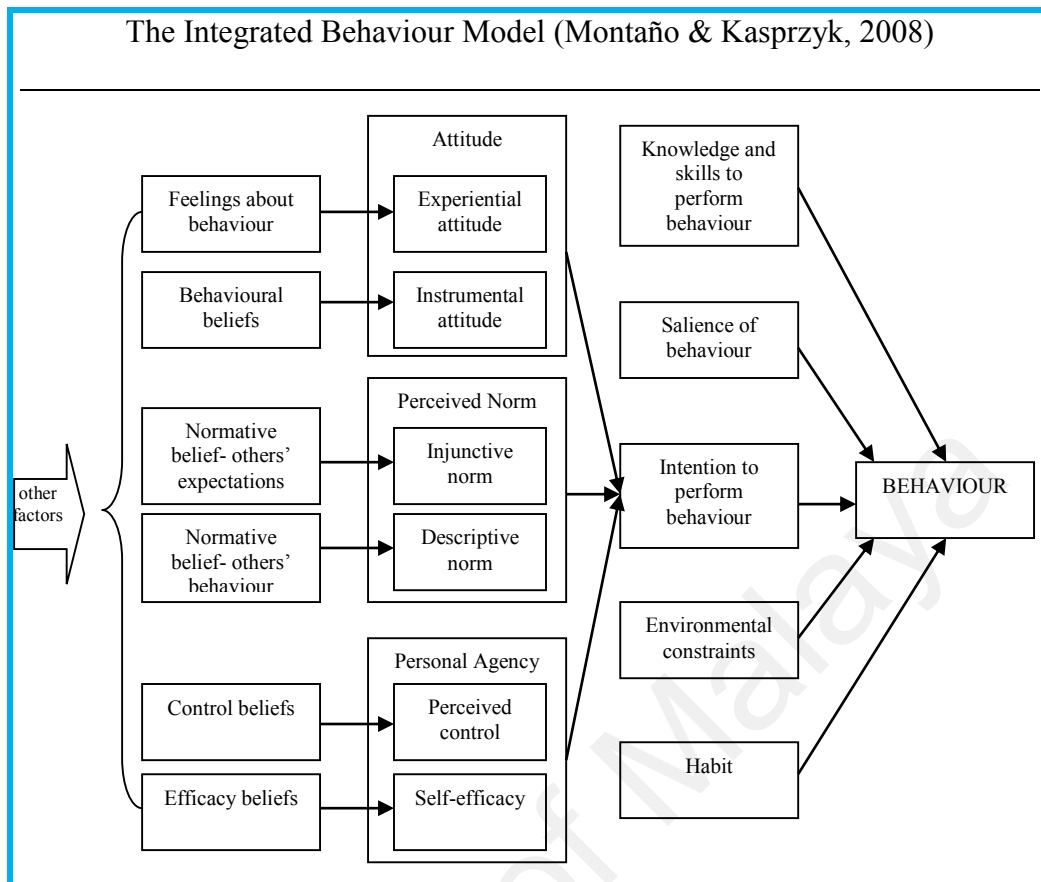 The Integrated Behaviour Model (Montaño & Kasprzyk, 2008)
other
factors
Feelings about
behaviour
Behavioural
beliefs
Normative
belief- others’
expectations
Normative
belief- others’
behaviour
Control beliefs
Efficacy beliefs
Attitude
Experiential
attitude
Instrumental
attitude
Perceived Norm
Injunctive
norm
Descriptive
norm
Personal Agency
Perceived
control
Self-efficacy
Knowledge and
skills to
perform
behaviour
Salience of
behaviour
Intention to
perform
behaviour
Environmental
constraints
Habit
BEHAVIOUR
of Malaya